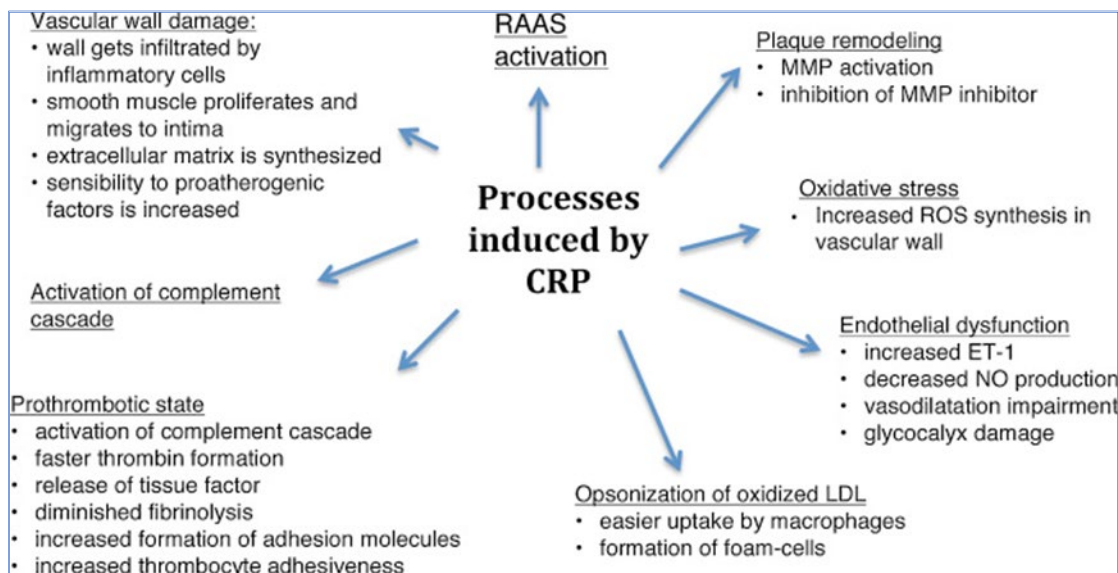 Vascular wall damage:
• wall gets infiltrated by
inflammatory cells
• smooth muscle proliferates and
migrates to intima
• extracellular matrix is synthesized
• sensibility to proatherogenic
factors is increased
RAAS
activation
Plaque remodeling
• MMP activation
• inhibition of MMP inhibitor
Processes
induced by
CRP
Oxidative stress
• Increased ROS synthesis in
vascular wall
Activation of complement
cascade
Endothelial dysfunction
• increased ET-1
• decreased NO production
• vasodilatation impairment
• glycocalyx damage
Prothrombotic state
• activation of complement cascade
• faster thrombin formation
• release of tissue factor
• diminished fibrinolysis
• increased formation of adhesion molecules
• increased thrombocyte adhesiveness
Opsonization of oxidized LDL
• easier uptake by macrophages
• formation of foam-cells